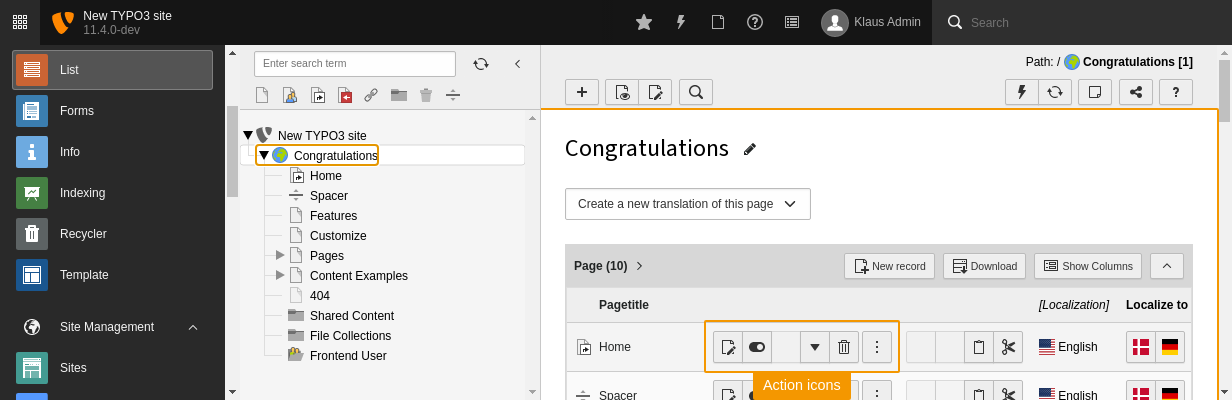 New TYPO3 site
11.4.0-dev
Klaus Admin
Search
List
Forms
Info
Indexing
Recycler
Template
Site Management
Sites
Enter search term
New TYPO3 site
Congratulations
Home
Spacer
Features
Customize
Pages
Content Examples
404
Shared Content
File Collections
Frontend User
Path: / Congratulations [1]
?
Congratulations
Create a new translation of this page
Page (10)
New record
Download
Show Columns
Pagetitle
[Localization]
Localize to
Home
English
Action icons
Spacer
English